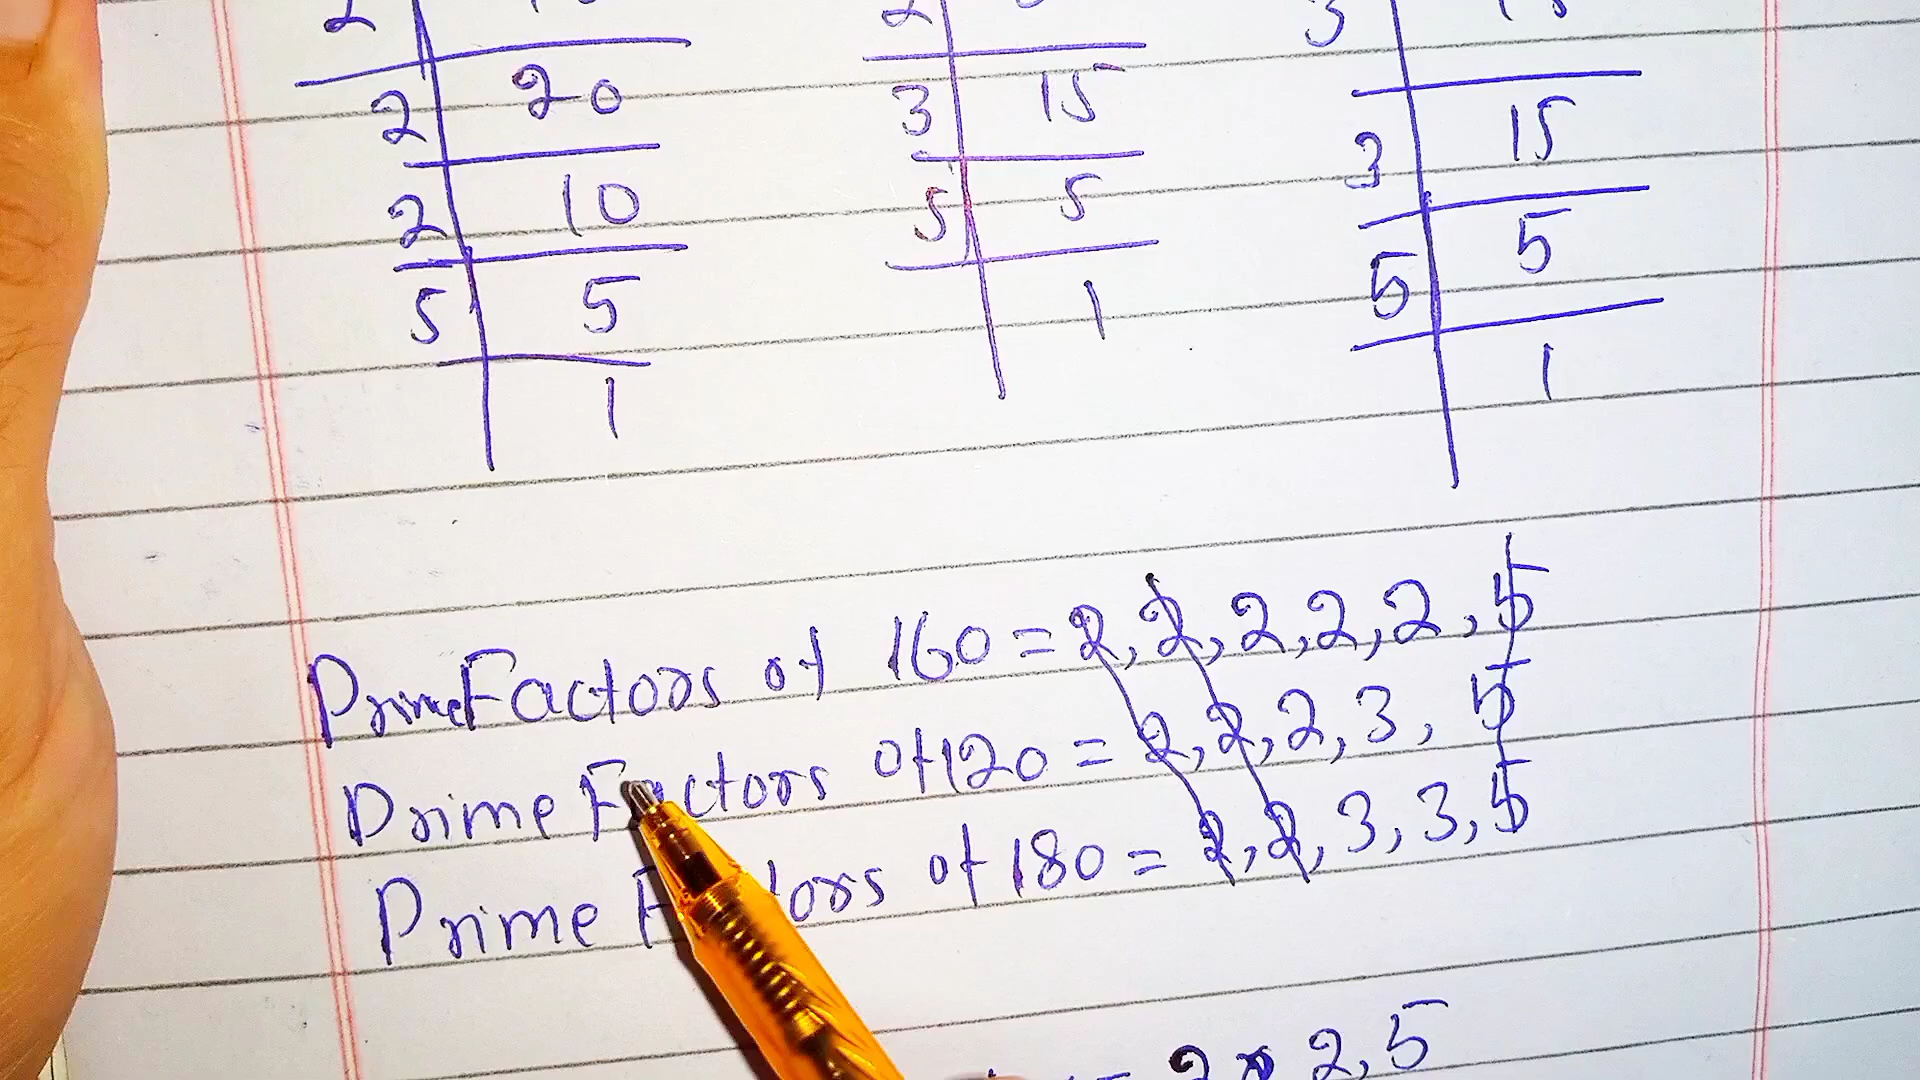 2 20 3 15 3 15
2 10 5 5 5 5
5 5 1 1
1
Prime Factors of 160 = 2, 2, 2, 2, 2, 5
Prime Factors of 120 = 2, 2, 2, 3, 5
Prime Factors of 180 = 2, 2, 3, 3, 5
2, 5